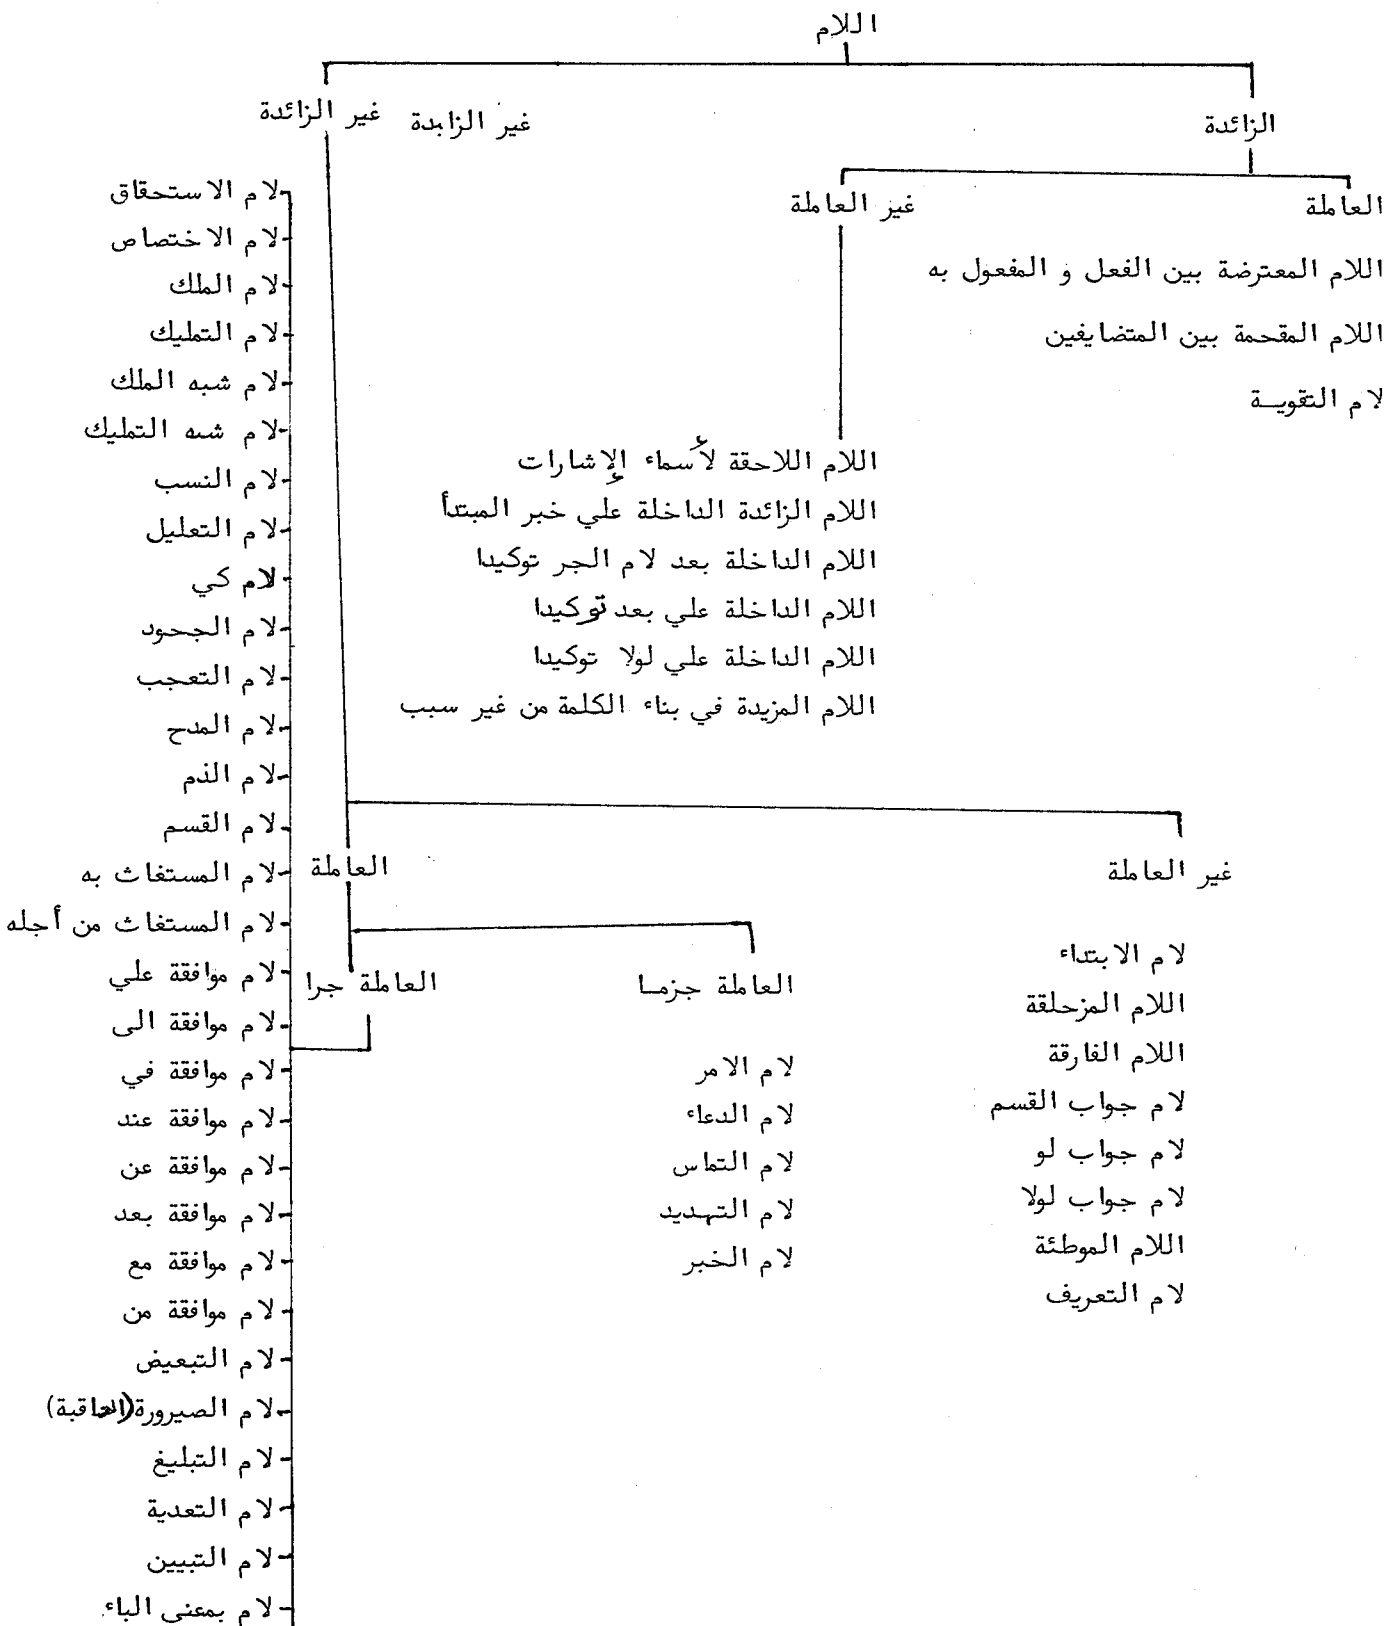 اللام
الزائدة
غير الزائدة
غير الزابدة
العاملة
اللام المعترضة بين الفعل و المفعول به
اللام المقحمة بين المتضايفين
لام التقويـة
غير العاملة
اللام اللاحقة لأسماء الإشارات
اللام الزائدة الداخلة علي خبر المبتدأ
اللام الداخلة بعد لام الجر توكيدا
اللام الداخلة علي بعد توكيدا
اللام الداخلة علي لولا توكيدا
اللام المزيدة في بناء الكلمة من غير سبب
غير العاملة
لام الابتداء
اللام المزحلقة
اللام الفارقة
لام جواب القسم
لام جواب لو
لام جواب لولا
اللام الموطئة
لام التعريف
العاملة
العاملة جزمـا
لام الامر
لام الدعاء
لام التماس
لام التهديد
لام الخبر
العاملة جرا
لام الاستحقاق
لام الاختصاص
لام الملك
لام التمليك
لام شبه الملك
لام شبه التمليك
لام النسب
لام التعليل
لام كي
لام الجحود
لام التعجب
لام المدح
لام الذم
لام القسم
لام المستغاث به
لام المستغاث من أجله
لام موافقة علي
لام موافقة الى
لام موافقة في
لام موافقة عند
لام موافقة عن
لام موافقة بعد
لام موافقة مع
لام موافقة من
لام التبعيض
لام الصيرورة (العاقبة)
لام التبليغ
لام التعدية
لام التبيين
لام بمعنى الباء